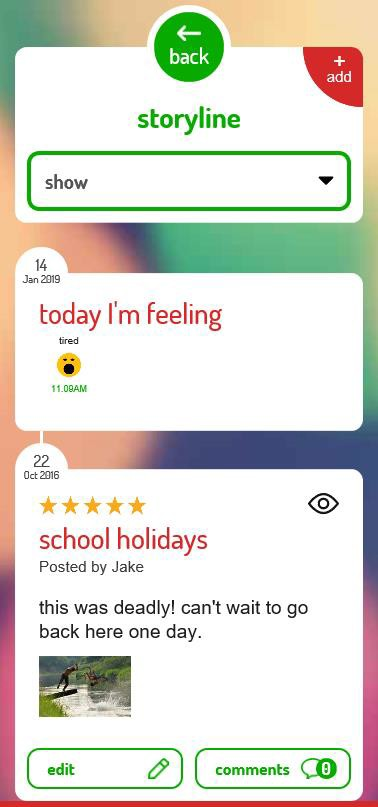 back
+
add
storyline
show
14
Jan 2019
today I'm feeling
tired
11.09AM
22
Oct 2016
school holidays
Posted by Jake
this was deadly! can't wait to go
back here one day.
edit
comments 0